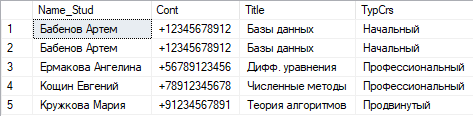 Name_Stud Cont Title TypCrs
1 Бабенов Артем +12345678912 Базы данных Начальный
2 Бабенов Артем +12345678912 Базы данных Начальный
3 Ермакова Ангелина +56789123456 Дифф. уравнения Профессиональный
4 Кощин Евгений +78912345678 Численные методы Профессиональный
5 Кружкова Мария +91234567891 Теория алгоритмов Продвинутый